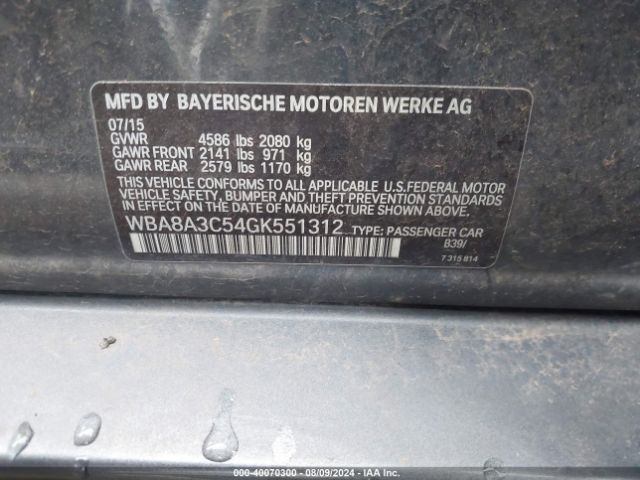 MFD BY BAYERISCHE MOTOREN WERKE AG
07/15
GVWR 4586 lbs 2080 kg
GAWR FRONT 2141 lbs 971 kg
GAWR REAR 2579 lbs 1170 kg
THIS VEHICLE CONFORMS TO ALL APPLICABLE U.S.FEDERAL MOTOR
VEHICLE SAFETY, BUMPER AND THEFT PREVENTION STANDARDS
IN EFFECT ON THE DATE OF MANUFACTURE SHOWN ABOVE.
WBA8A3C54GK551312 TYPE: PASSENGER CAR
B39/
7 315 814
000-40070300 - 08/09/2024 - IAA Inc.